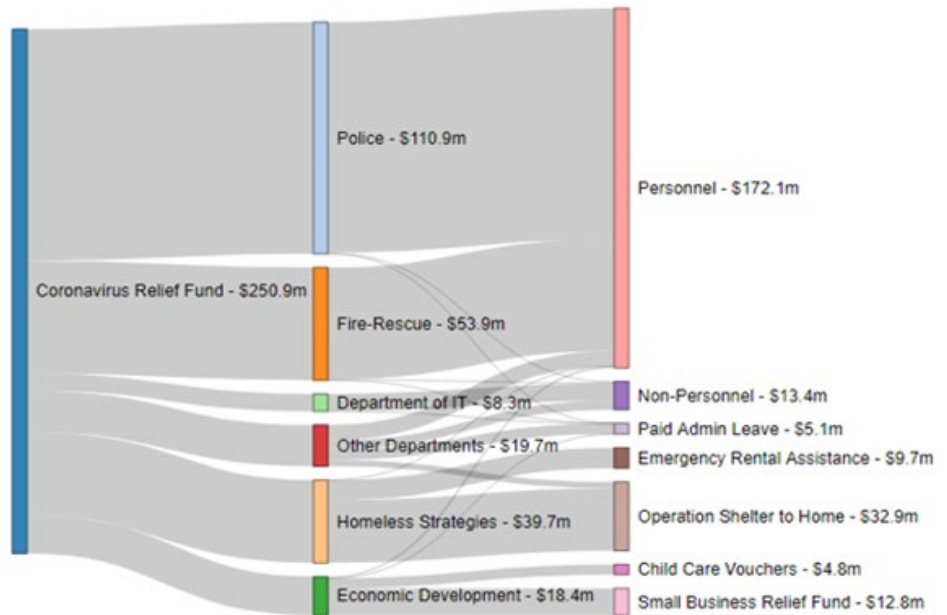 Coronavirus Relief Fund - $250.9m
Police - $110.9m
Fire-Rescue - $53.9m
Department of IT - $8.3m
Other Departments - $19.7m
Homeless Strategies - $39.7m
Economic Development - $18.4m
Personnel - $172.1m
Non-Personnel - $13.4m
Paid Admin Leave - $5.1m
Emergency Rental Assistance - $9.7m
Operation Shelter to Home - $32.9m
Child Care Vouchers - $4.8m
Small Business Relief Fund - $12.8m